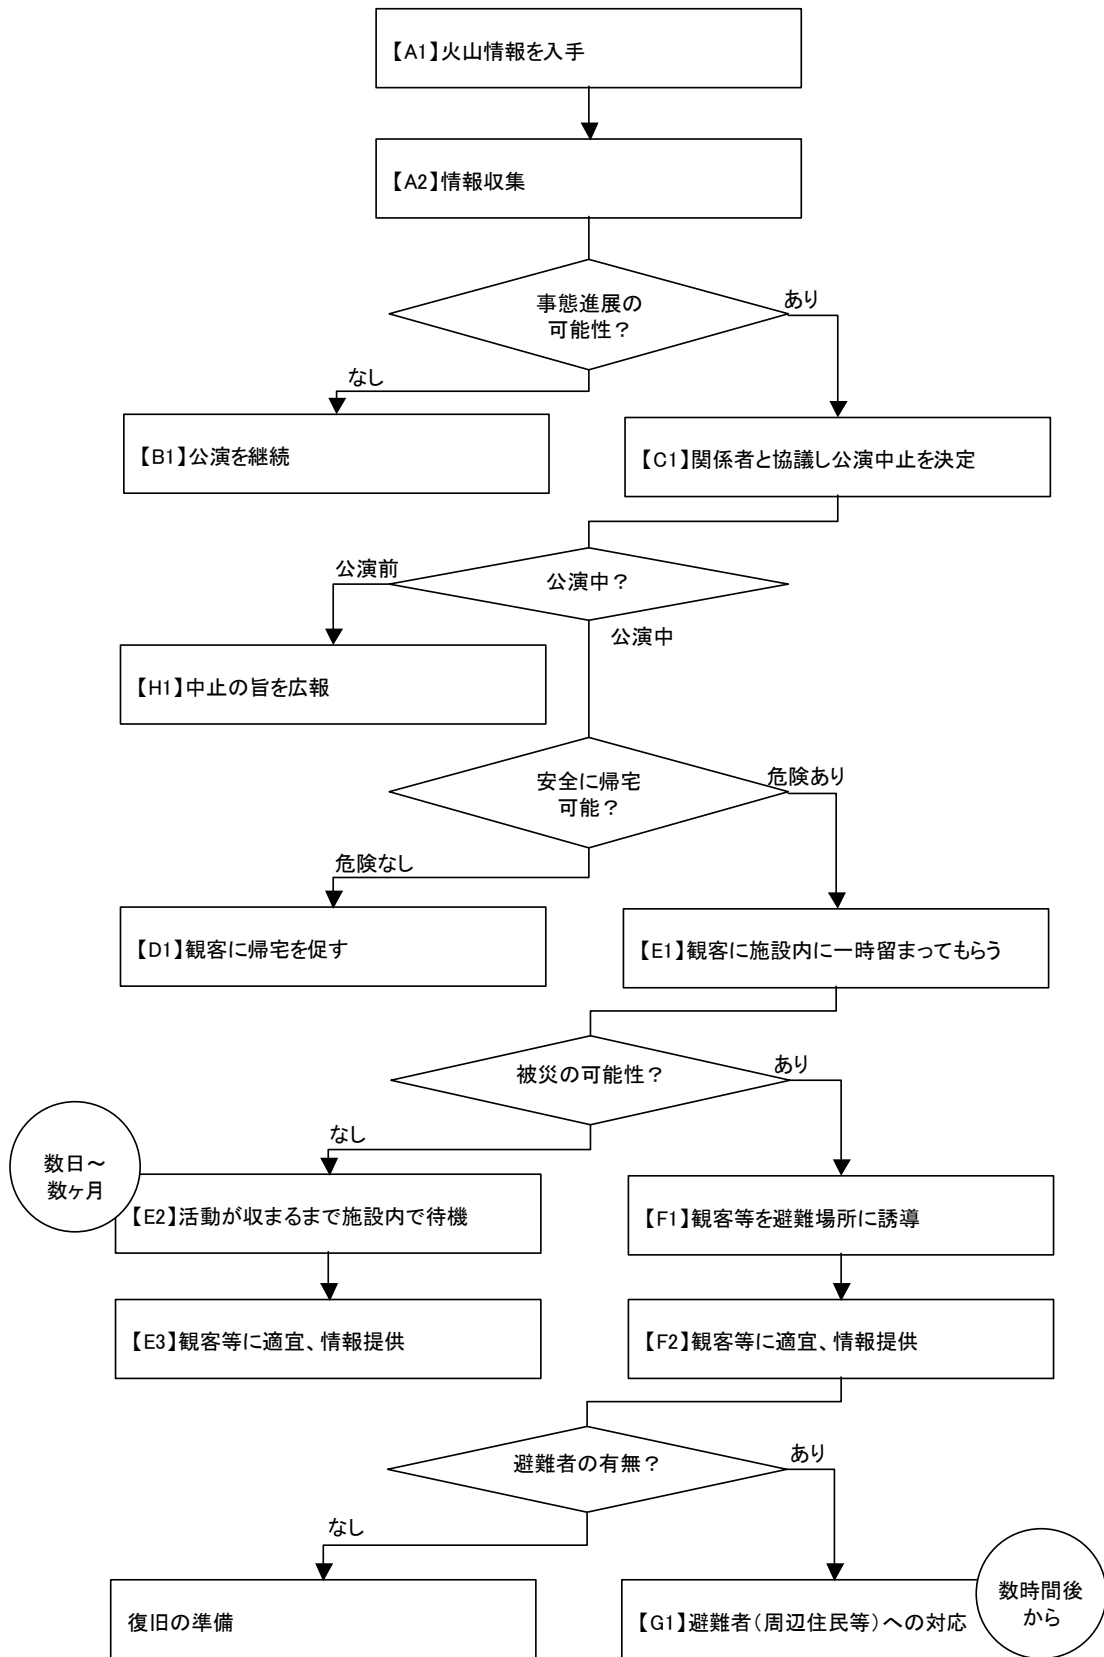 【A1】火山情報を入手
【A2】情報収集
事態進展の
可能性？
あり
なし
【B1】公演を継続
【C1】関係者と協議し公演中止を決定
公演前
公演中？
公演中
【H1】中止の旨を広報
安全に帰宅
可能？
危険あり
危険なし
【D1】観客に帰宅を促す
【E1】観客に施設内に一時留まってもらう
被災の可能性？
あり
なし
数日～
数ヶ月
【E2】活動が収まるまで施設内で待機
【F1】観客等を避難場所に誘導
【E3】観客等に適宜、情報提供
【F2】観客等に適宜、情報提供
避難者の有無？
あり
なし
数時間後
から
復旧の準備
【G1】避難者（周辺住民等）への対応